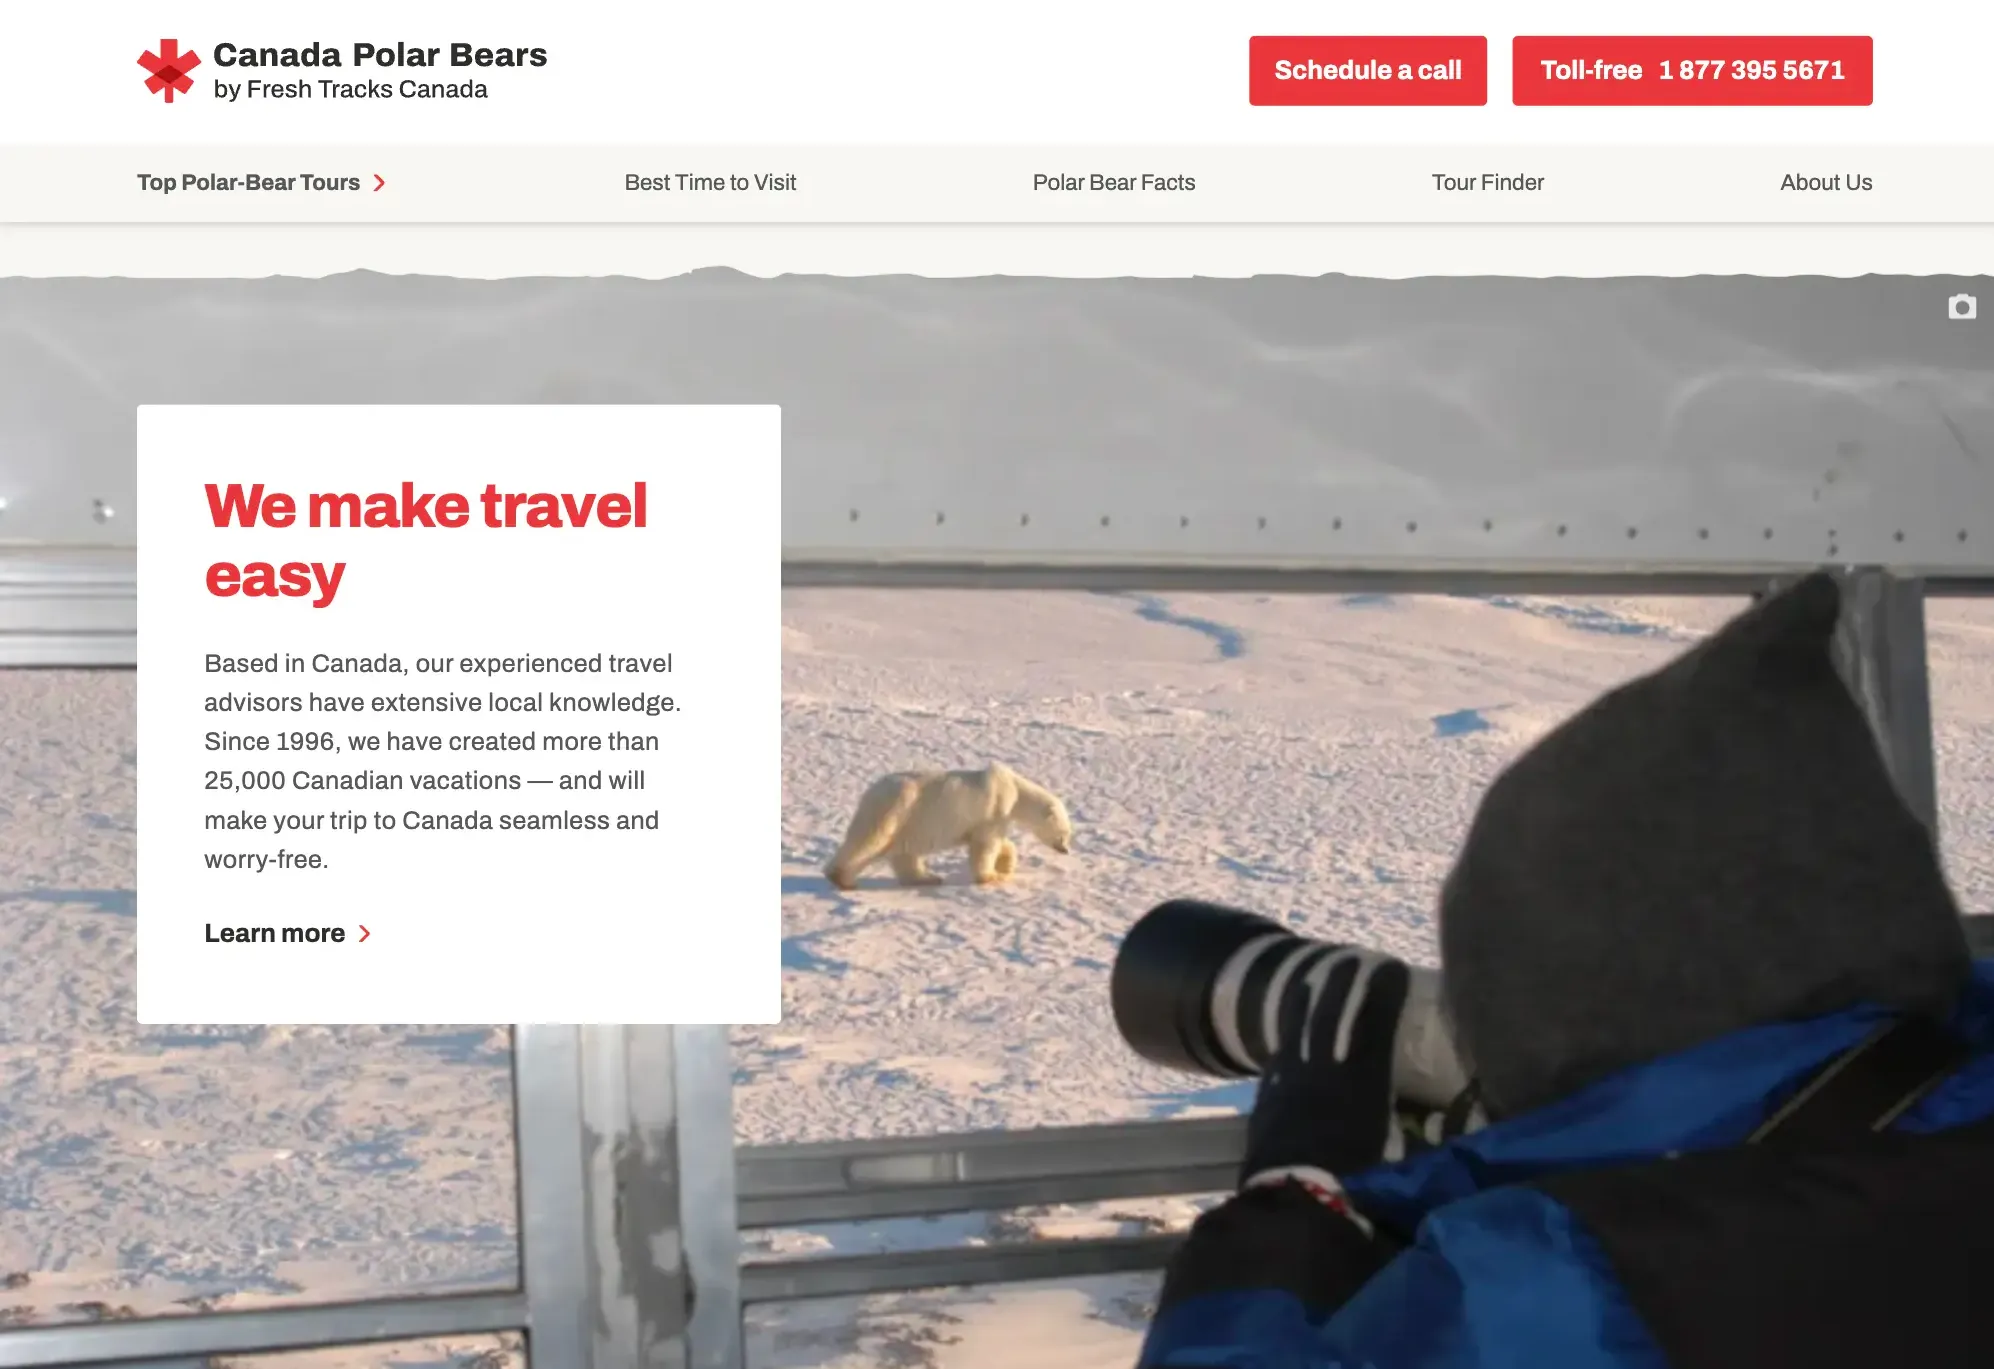 Canada Polar Bears
by Fresh Tracks Canada
Schedule a call
Toll-free 1 877 395 5671
Top Polar-Bear Tours
Best Time to Visit
Polar Bear Facts
Tour Finder
About Us
We make travel
easy
Based in Canada, our experienced travel
advisors have extensive local knowledge.
Since 1996, we have created more than
25,000 Canadian vacations — and will
make your trip to Canada seamless and
worry-free.
Learn more